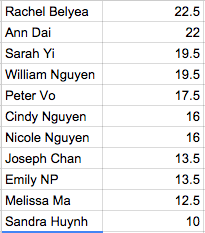 Rachel Belyea 22.5
Ann Dai 22
Sarah Yi 19.5
William Nguyen 19.5
Peter Vo 17.5
Cindy Nguyen 16
Nicole Nguyen 16
Joseph Chan 13.5
Emily NP 13.5
Melissa Ma 12.5
Sandra Huynh 10